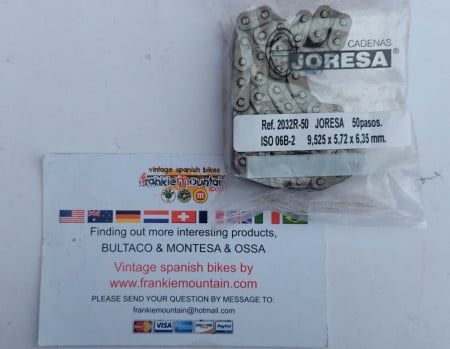 CADENAS
JORESA®
Ref. 2032R-50 JORESA 50pasos.
ISO 06B-2 9,525 x 5,72 x 6,35 mm.
vintage spanish bikes
frankiemountain
Finding out more interesting products,
BULTACO & MONTESA & OSSA
Vintage spanish bikes by
www.frankiemountain.com
PLEASE SEND YOUR QUESTION BY MESSAGE TO:
frankiemountain@hotmail.com
VISA
PayPal